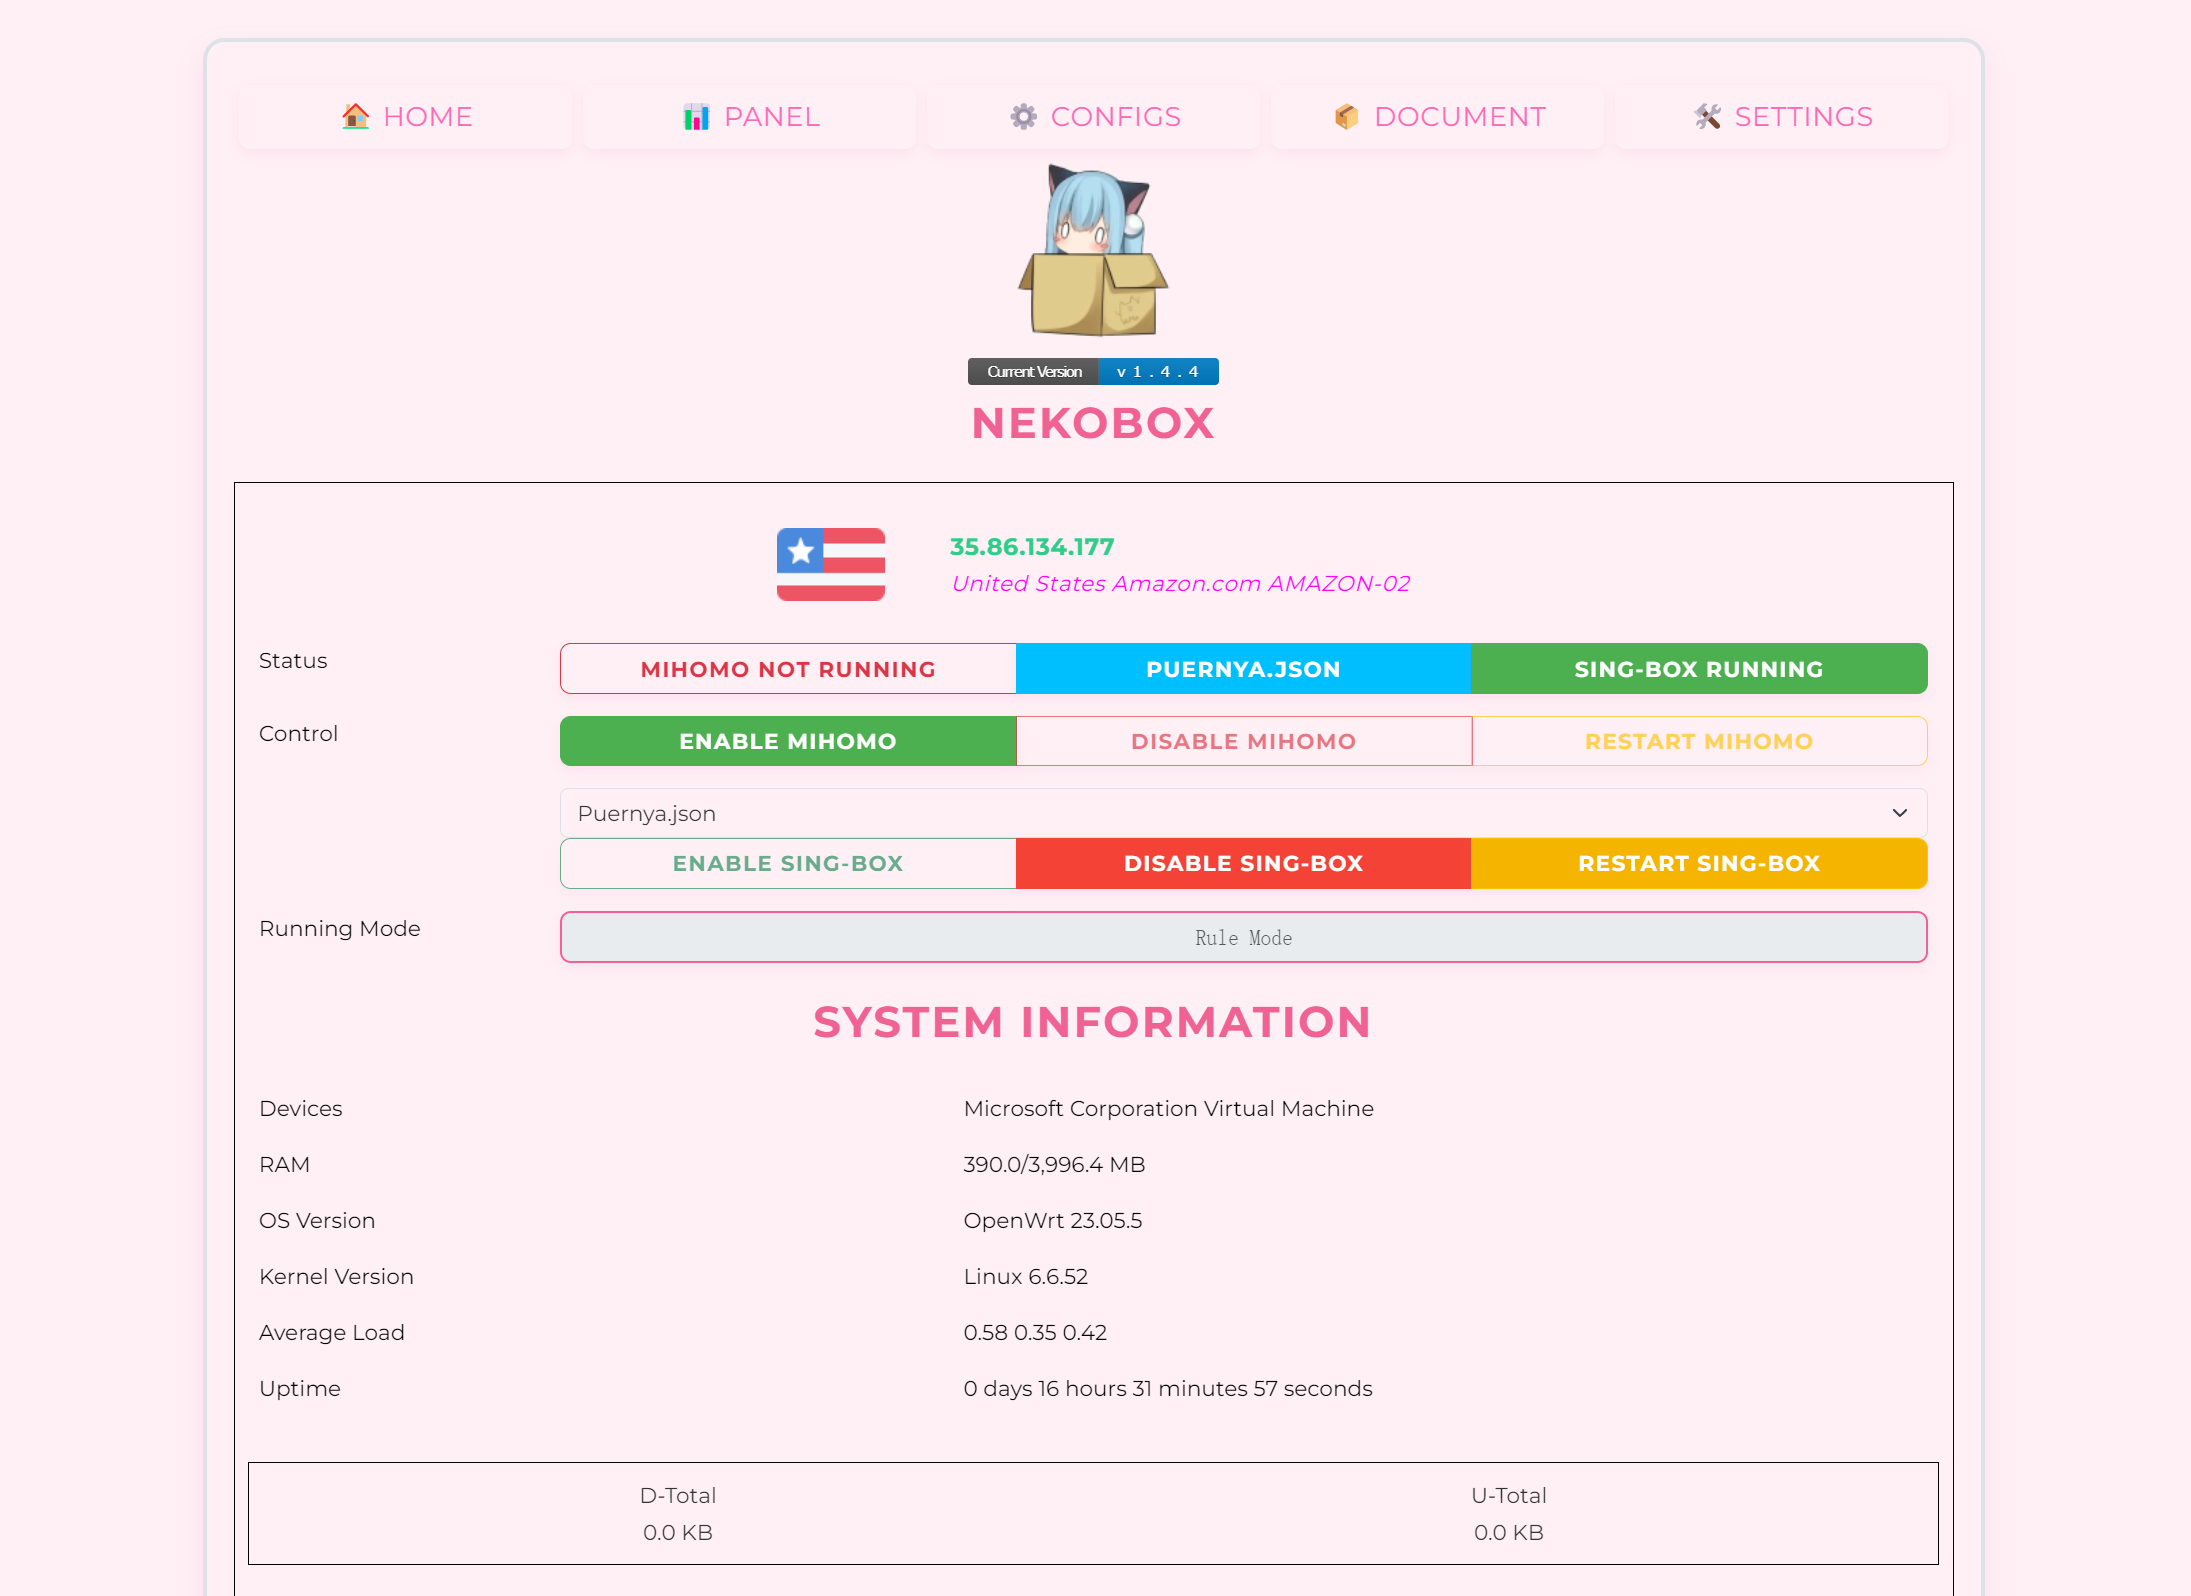 HOME
PANEL
CONFIGS
DOCUMENT
SETTINGS
Current Version v1.4.4
NEKOBOX
35.86.134.177
United States Amazon.com AMAZON-02
Status
MIHOMO NOT RUNNING
PUERNYA.JSON
SING-BOX RUNNING
Control
ENABLE MIHOMO
DISABLE MIHOMO
RESTART MIHOMO
Puernya.json
ENABLE SING-BOX
DISABLE SING-BOX
RESTART SING-BOX
Running Mode
Rule Mode
SYSTEM INFORMATION
Devices
Microsoft Corporation Virtual Machine
RAM
390.0/3,996.4 MB
OS Version
OpenWrt 23.05.5
Kernel Version
Linux 6.6.52
Average Load
0.58 0.35 0.42
Uptime
0 days 16 hours 31 minutes 57 seconds
D-Total
0.0 KB
U-Total
0.0 KB